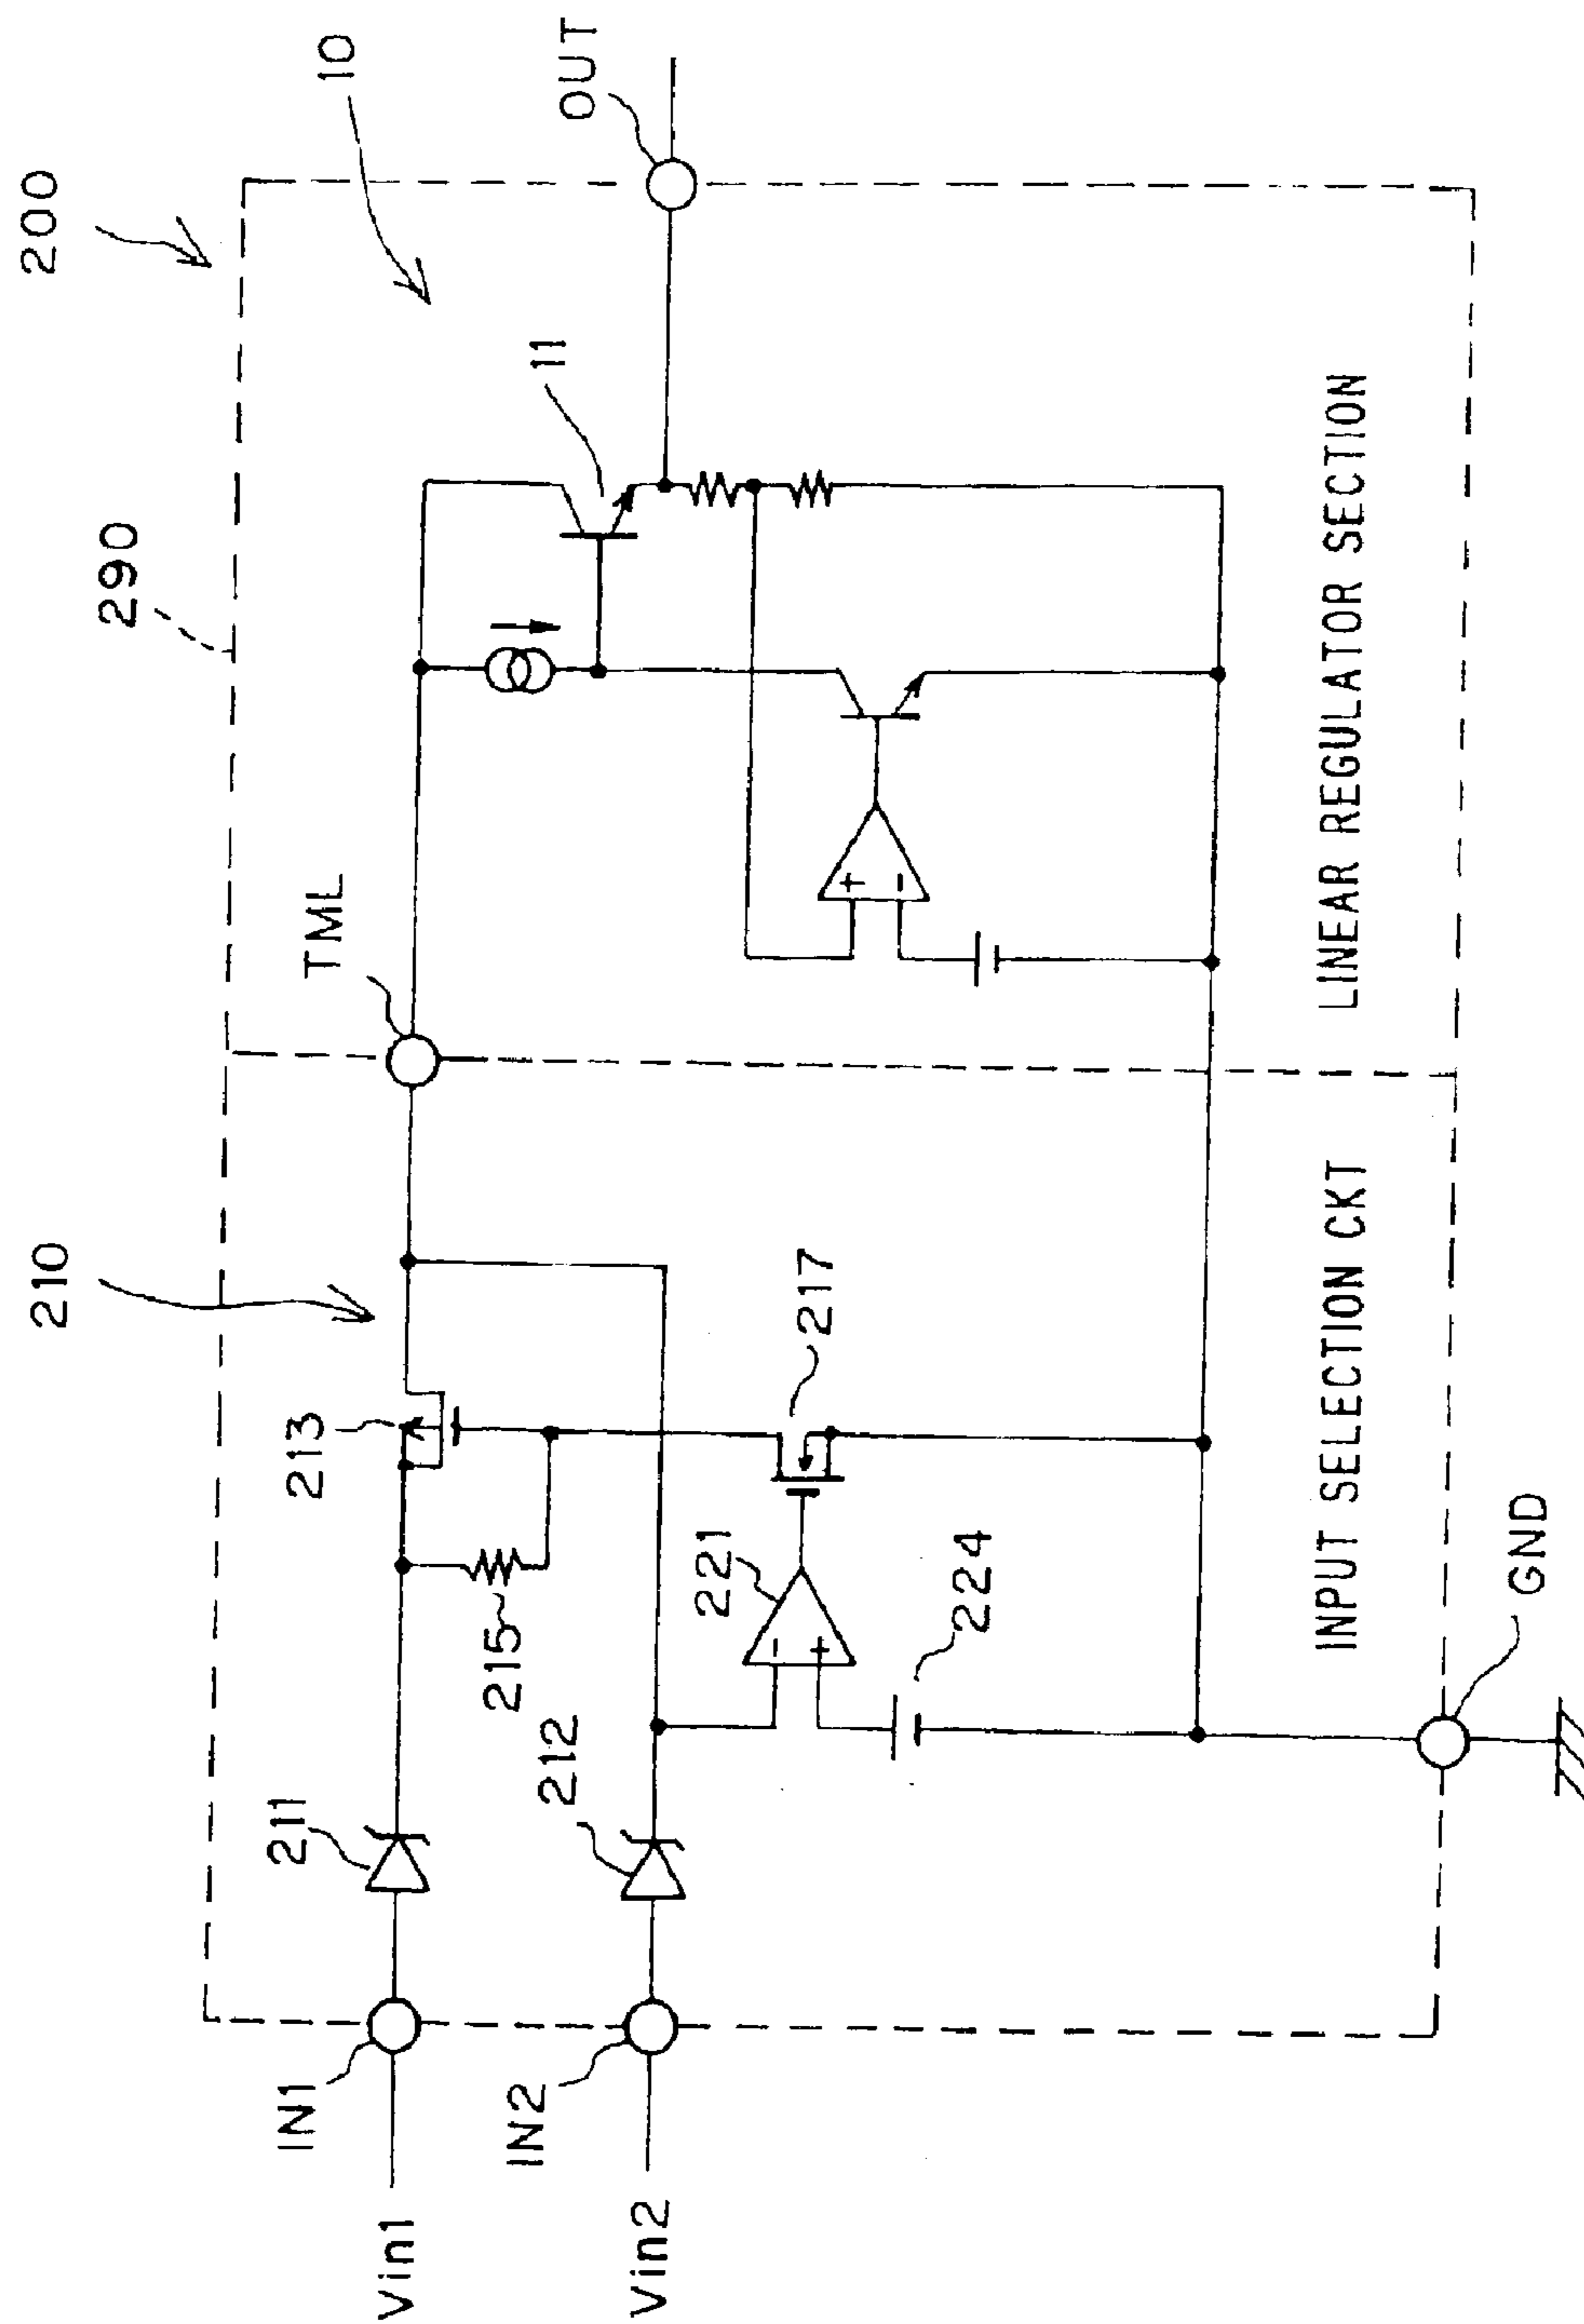 200
290
10
210
TML
11
OUT
213
211
215
212
221
217
224
IN1
IN2
Vin1
Vin2
+
-
-
+
INPUT SELECTION CKT
LINEAR REGULATOR SECTION
GND